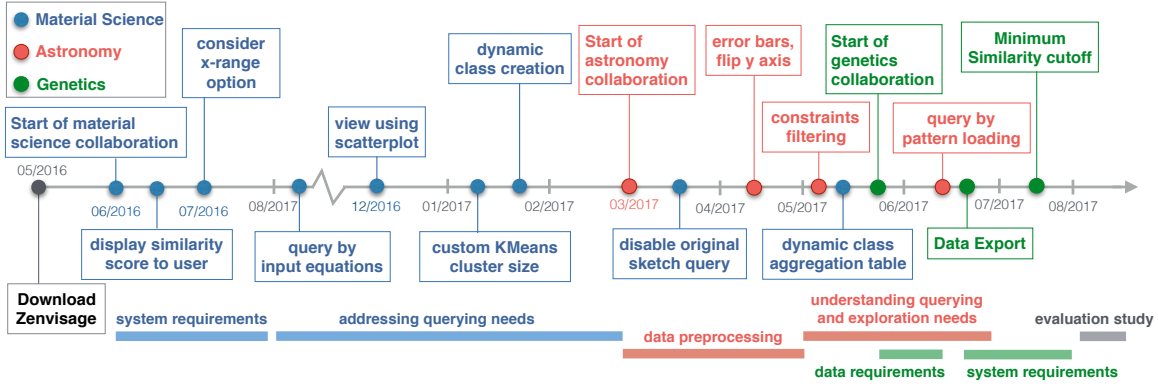 Material Science
Astronomy
Genetics
consider
x-range
option
dynamic
class creation
Start of
astronomy
collaboration
error bars,
flip y axis
Start of
genetics
collaboration
Minimum
Similarity cutoff
Start of material
science collaboration
view using
scatterplot
constraints
filtering
query by
pattern loading
05/2016
06/2016
07/2016
08/2017
12/2016
01/2017
02/2017
03/2017
04/2017
05/2017
06/2017
07/2017
08/2017
display similarity
score to user
query by
input equations
custom KMeans
cluster size
disable original
sketch query
dynamic class
aggregation table
Data Export
Download
Zenvisage
system requirements
addressing querying needs
data preprocessing
understanding querying
and exploration needs
evaluation study
data requirements
system requirements